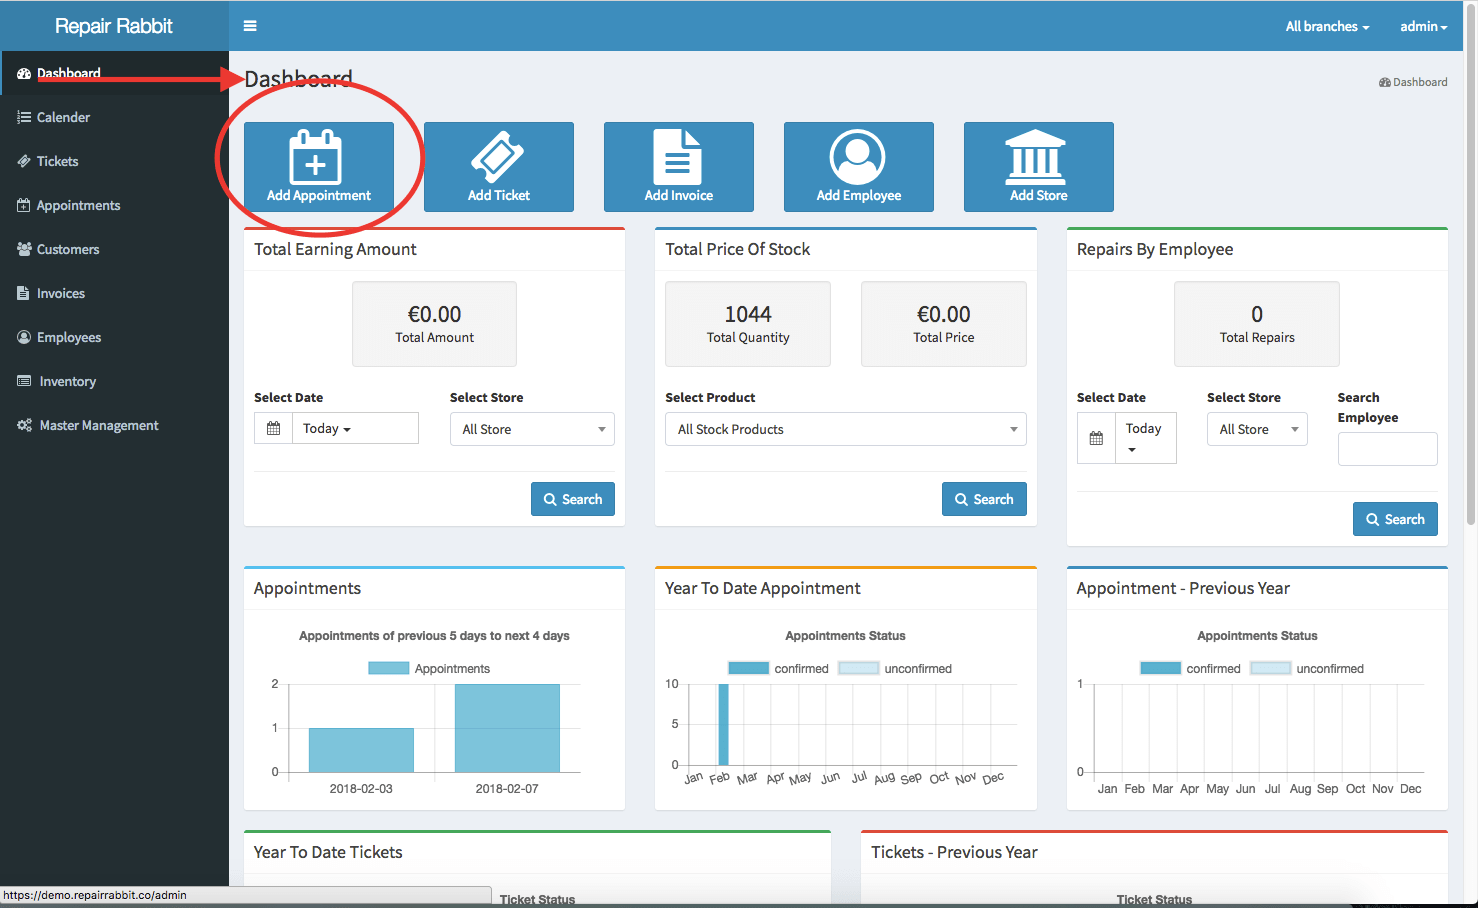 Repair Rabbit
All branches
admin
Dashboard
Calender
Tickets
Appointments
Customers
Invoices
Employees
Inventory
Master Management
Dashboard
Dashboard
Add Appointment
Add Ticket
Add Invoice
Add Employee
Add Store
Total Earning Amount
€0.00
Total Amount
Select Date
Select Store
Today
All Store
Search
Total Price Of Stock
1044
Total Quantity
€0.00
Total Price
Select Product
All Stock Products
Search
Repairs By Employee
0
Total Repairs
Select Date
Select Store
Search
Employee
Today
All Store
Search
Appointments
Appointments of previous 5 days to next 4 days
Appointments
2
1
0
2018-02-03 2018-02-07
Year To Date Appointment
Appointments Status
confirmed unconfirmed
10
5
0
Jan Feb Mar Apr May Jun Jul Aug Sep Oct Nov Dec
Appointment - Previous Year
Appointments Status
confirmed unconfirmed
1
0
Jan Feb Mar Apr May Jun Jul Aug Sep Oct Nov Dec
Year To Date Tickets
Ticket Status
Tickets - Previous Year
Ticket Status
https://demo.repairrabbit.co/admin